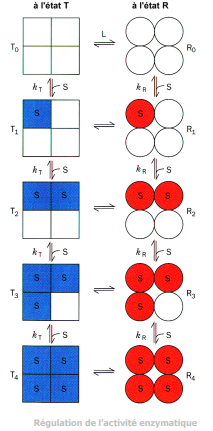 à l'état T à l'état R
T0 L R0
kT S kR S
T1 S S R1
kT S kR S
T2 S S S S R2
kT S kR S
T3 S S S S R3
S S
kT S kR S
T4 S S S S R4
S S S S
Régulation de l'activité enzymatique